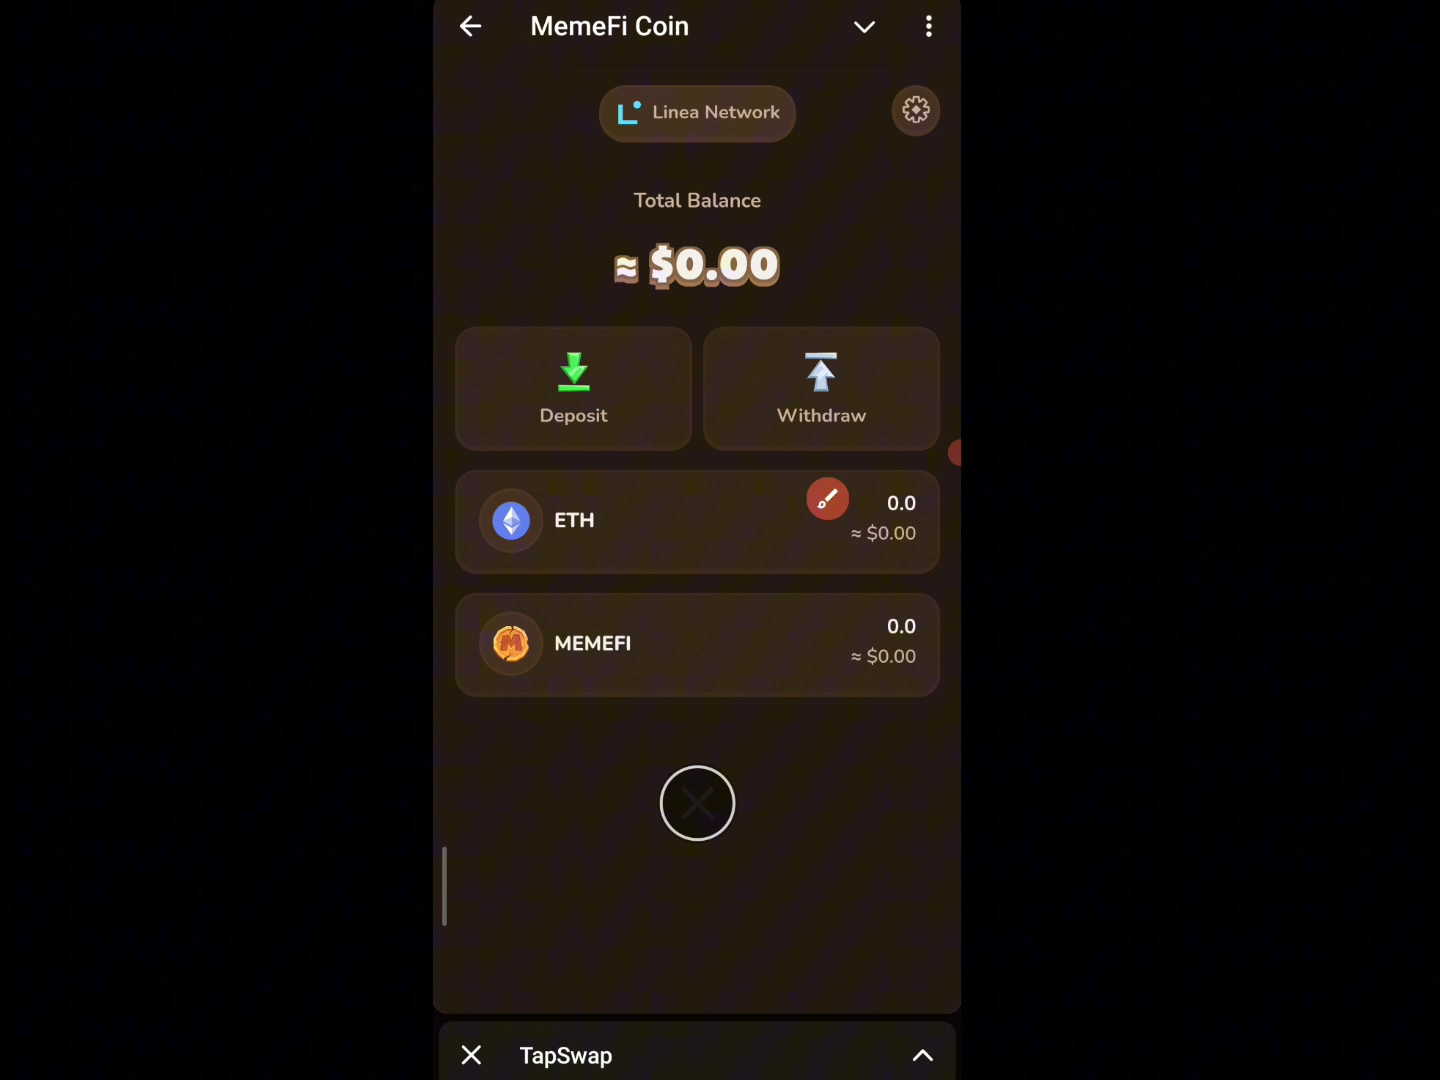 MemeFi Coin
Linea Network
Total Balance
≈ $0.00
Deposit
Withdraw
ETH
0.0
≈ $0.00
MEMEFI
0.0
≈ $0.00
TapSwap